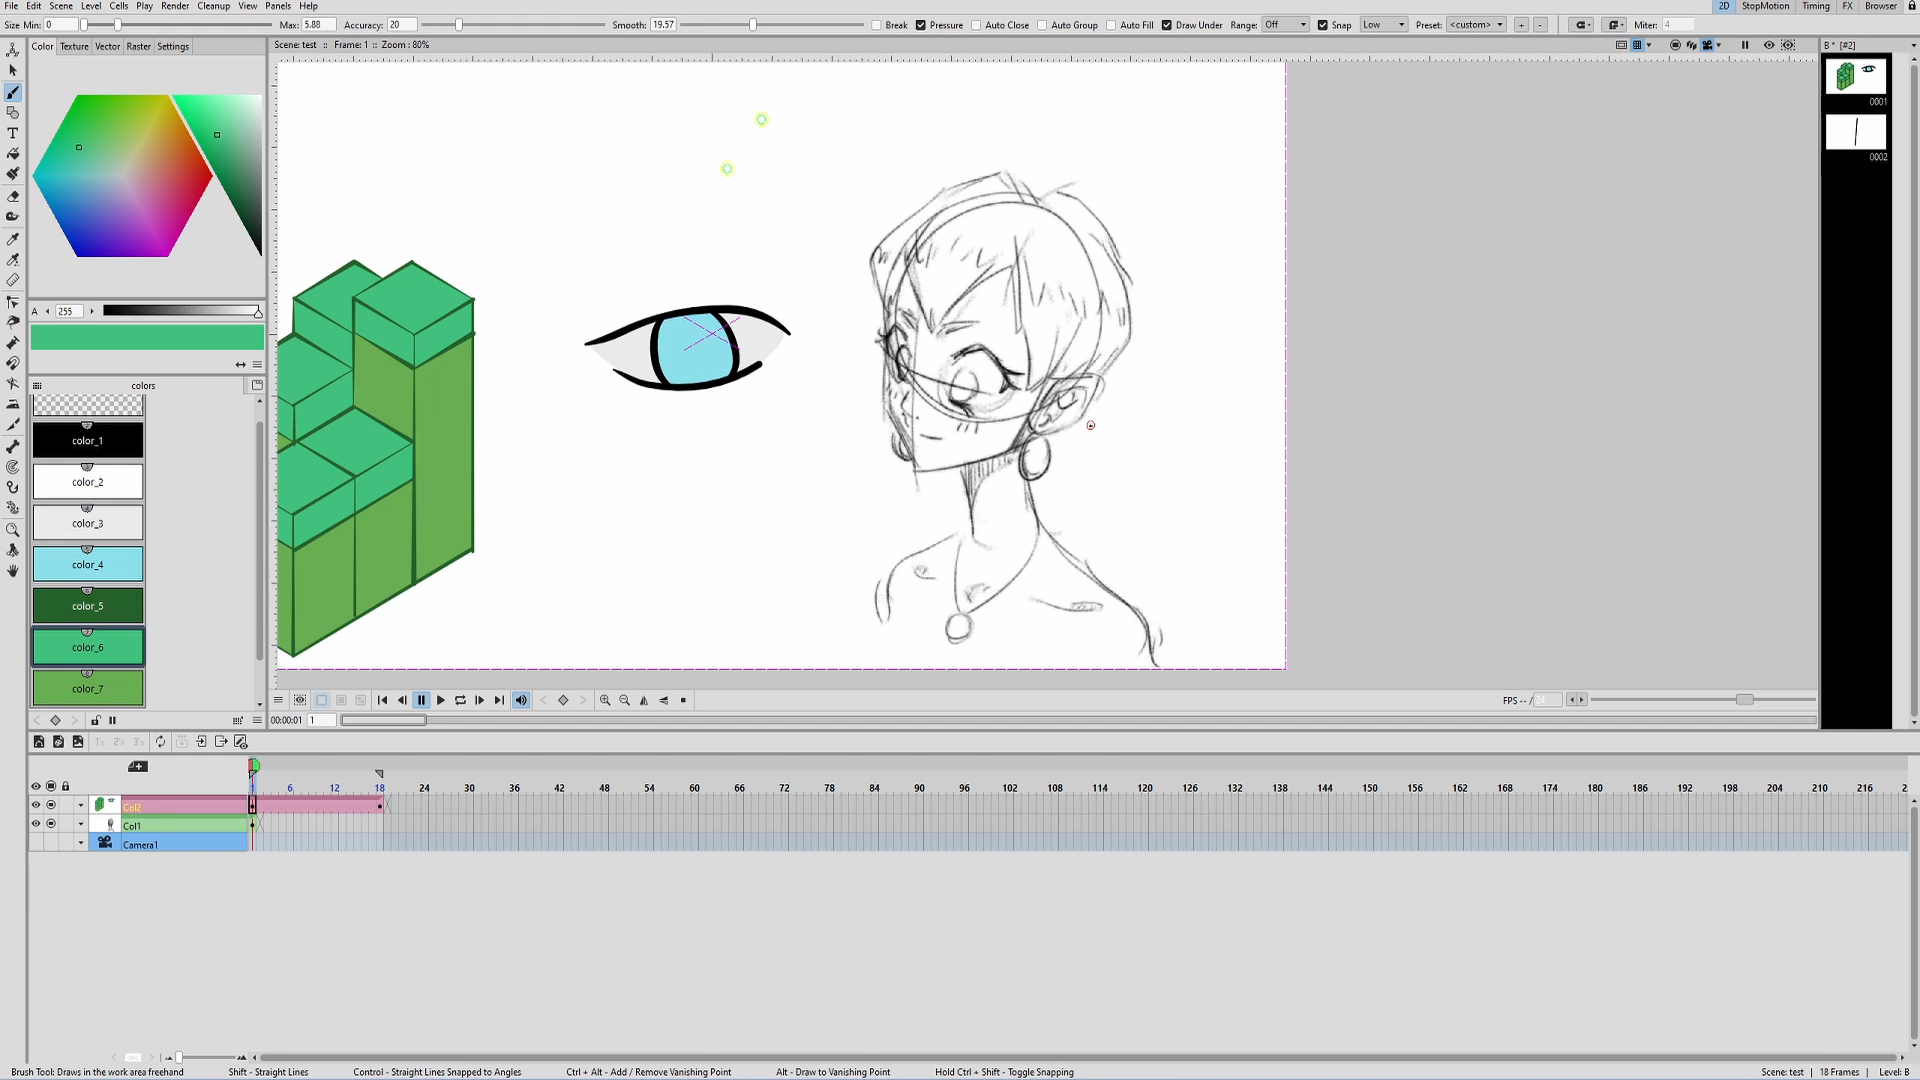 File Edit Scene Level Cells Play Render Cleanup View Panels Help
2D StopMotion Timing FX Browser
Size Min: 0 Max: 5.88 Accuracy: 20 Smooth: 19.57 Break Pressure Auto Close Auto Group Auto Fill Draw Under Range: Off Snap Low Preset: <custom> + - Miter: 4
Color Texture Vector Raster Settings
Scene: test :: Frame: 1 :: Zoom : 80%
B * [#2]
0001
0002
A 255
colors
color_1
color_2
color_3
color_4
color_5
color_6
color_7
FPS -- /
00:00:01 1
1 6 12 18 24 30 36 42 48 54 60 66 72 78 84 90 96 102 108 114 120 126 132 138 144 150 156 162 168 174 180 186 192 198 204 210 216
Col2
Col1
Camera1
Brush Tool: Draws in the work area freehand Shift - Straight Lines Control - Straight Lines Snapped to Angles Ctrl + Alt - Add / Remove Vanishing Point Alt - Draw to Vanishing Point Hold Ctrl + Shift - Toggle Snapping Scene: test | 18 Frames | Level: B